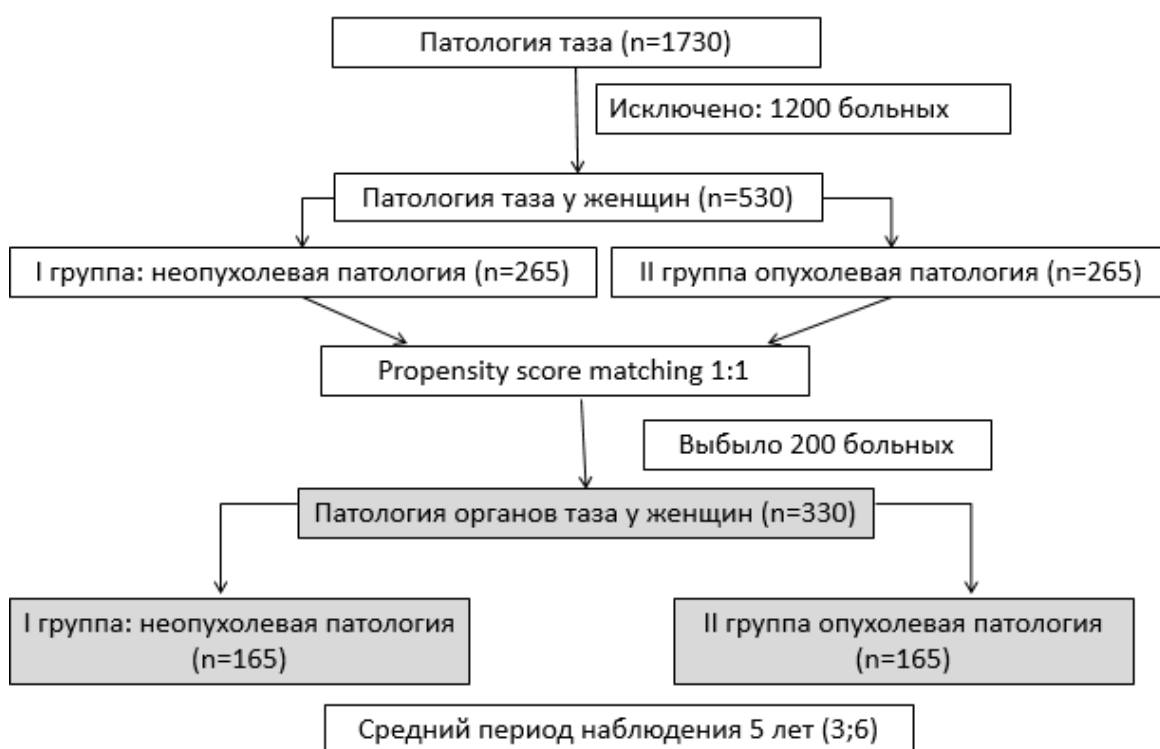 Патология таза (n=1730)
Исключено: 1200 больных
Патология таза у женщин (n=530)
I группа: неопухолевая патология (n=265)
II группа опухолевая патология (n=265)
Propensity score matching 1:1
Выбыло 200 больных
Патология органов таза у женщин (n=330)
I группа: неопухолевая патология
(n=165)
II группа опухолевая патология
(n=165)
Средний период наблюдения 5 лет (3;6)